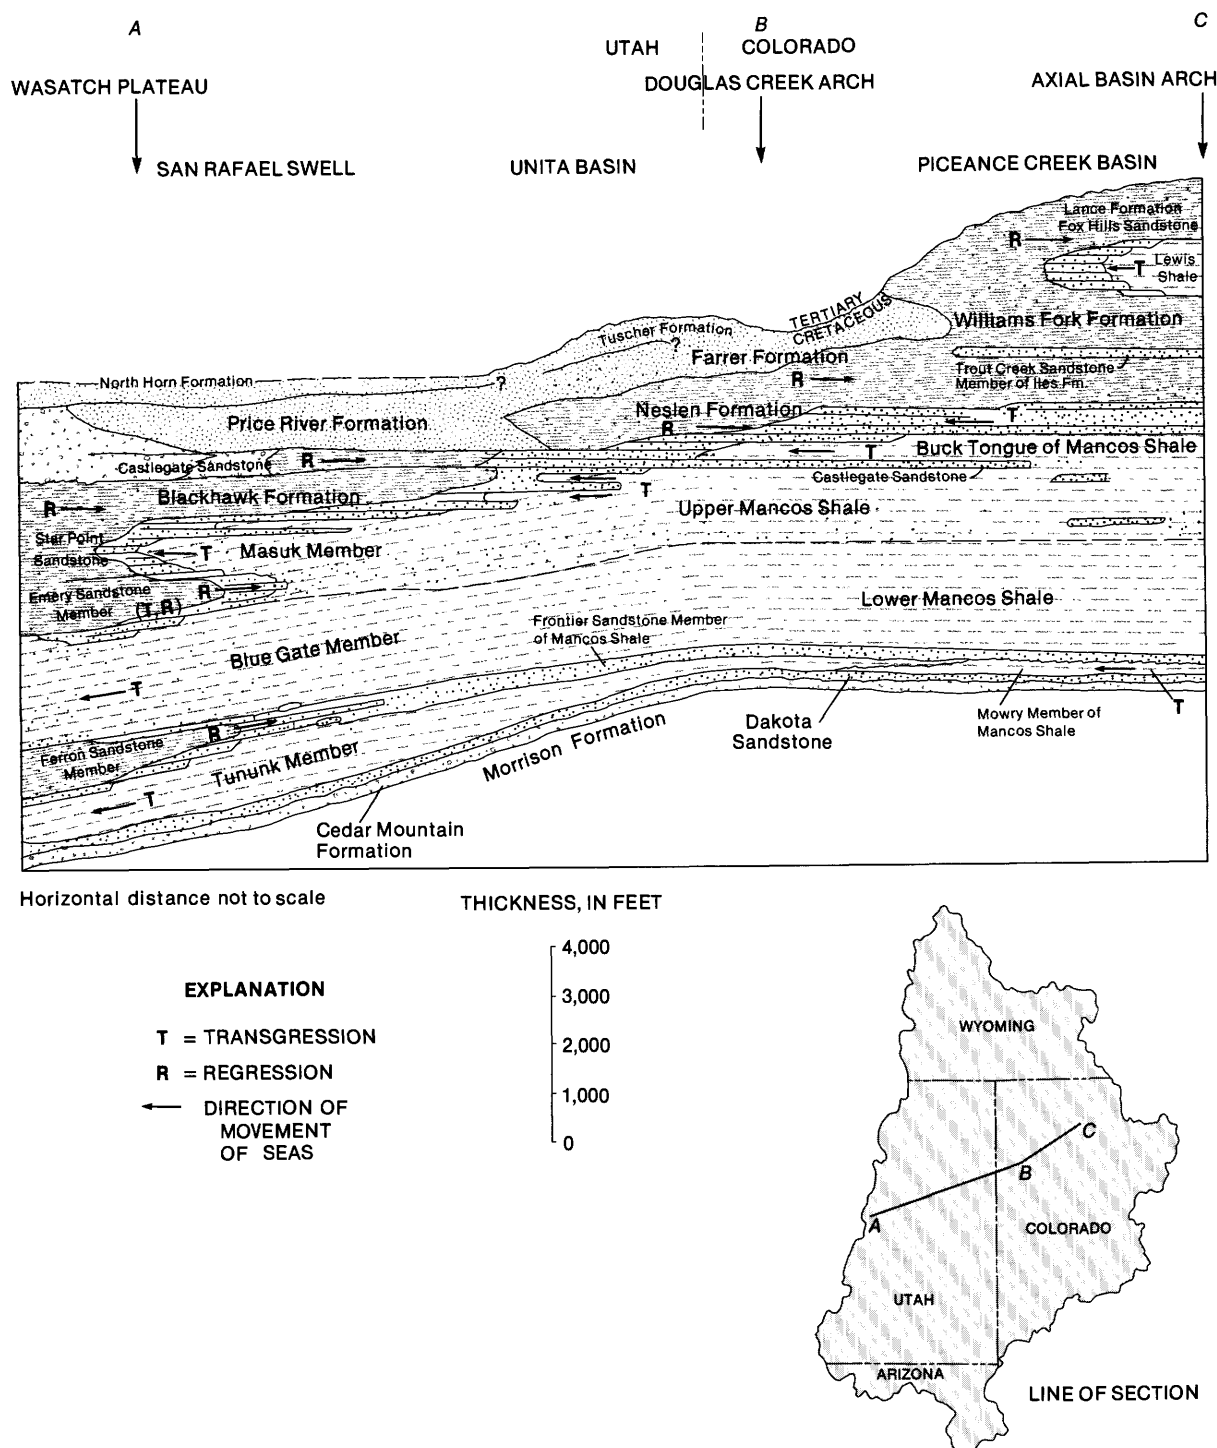 A
B
C
UTAH
COLORADO
WASATCH PLATEAU
DOUGLAS CREEK ARCH
AXIAL BASIN ARCH
SAN RAFAEL SWELL
UNITA BASIN
PICEANCE CREEK BASIN
Lance Formation
Fox Hills Sandstone
R
T
Lewis
Shale
TERTIARY
CRETACEOUS
Williams Fork Formation
Tuscher Formation
?
Farrer Formation
Trout Creek Sandstone
Member of Iles Fm.
North Horn Formation
?
R
Price River Formation
Neslen Formation
R
T
T
Buck Tongue of Mancos Shale
Castlegate Sandstone
R
Castlegate Sandstone
Blackhawk Formation
T
Upper Mancos Shale
R
Star Point
Sandstone
T
Masuk Member
Emery Sandstone
Member
(T,R)
R
Lower Mancos Shale
Frontier Sandstone Member
of Mancos Shale
Blue Gate Member
T
T
T
Mowry Member of
Mancos Shale
Dakota
Sandstone
R
Ferron Sandstone
Member
Tununk Member
Morrison Formation
Cedar Mountain
Formation
Horizontal distance not to scale
THICKNESS, IN FEET
4,000
3,000
2,000
1,000
0
EXPLANATION
T = TRANSGRESSION
R = REGRESSION
DIRECTION OF
MOVEMENT
OF SEAS
WYOMING
C
B
A
COLORADO
UTAH
ARIZONA
LINE OF SECTION